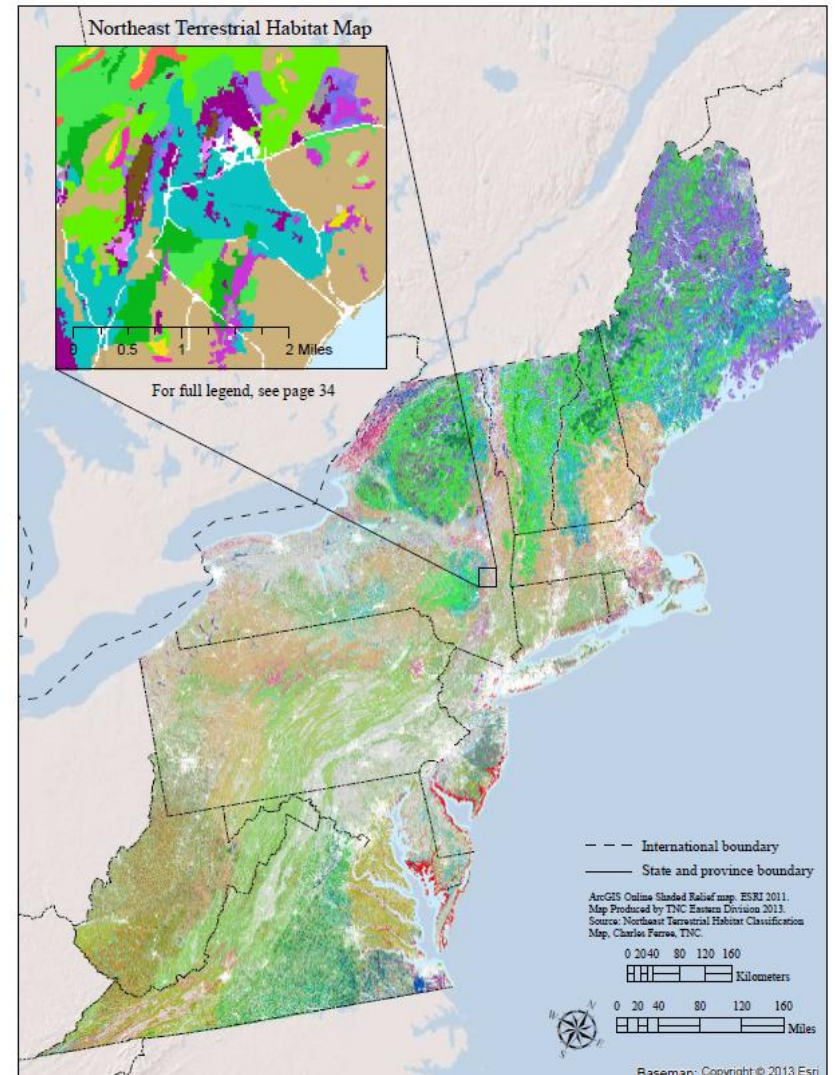 Northeast Terrestrial Habitat Map
0 0.5 1 2 Miles
For full legend, see page 34
International boundary
State and province boundary
ArcGIS Online Shaded Relief map. ESRI 2011.
Map Produced by TNC Eastern Division 2013.
Source: Northeast Terrestrial Habitat Classification
Map, Charles Ferree, TNC.
0 20 40 80 120 160
Kilometers
N
W
E
S
0 20 40 80 120 160
Miles
Basemap: Copyright:© 2013 Esri